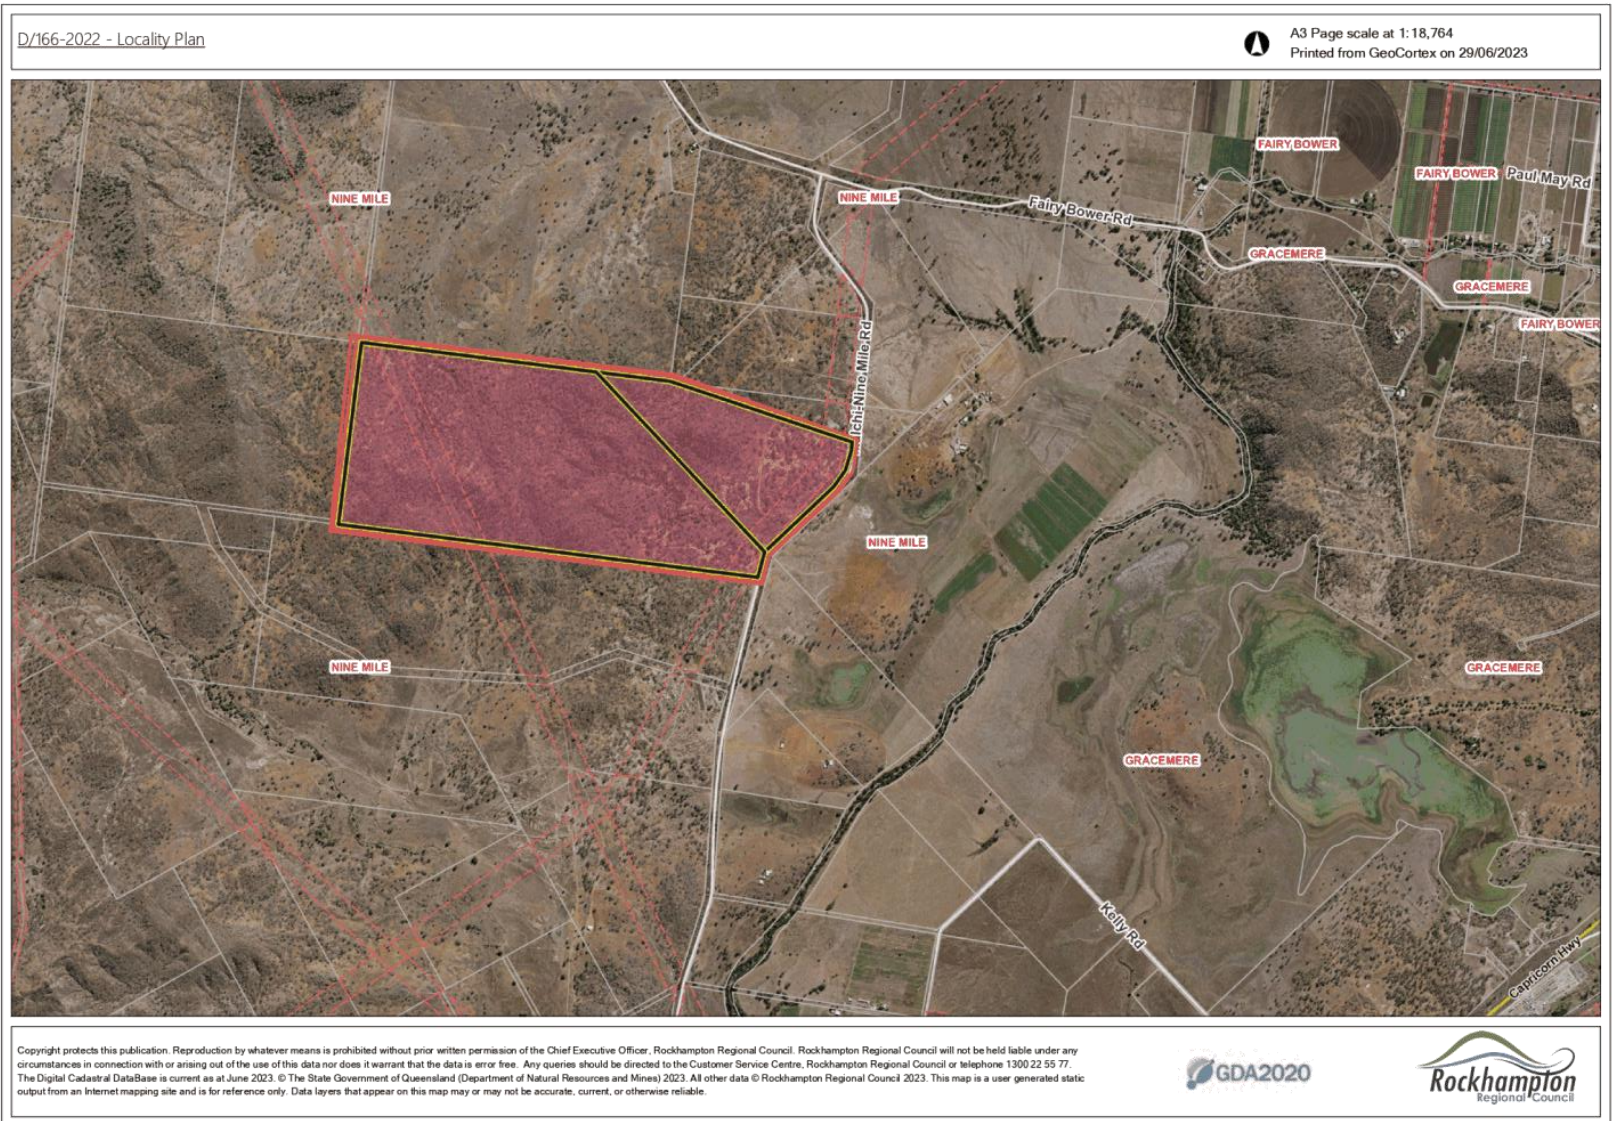 D/166-2022 - Locality Plan
A3 Page scale at 1:18,764
Printed from GeoCortex on 29/06/2023
FAIRY BOWER
FAIRY BOWER
Paul May Rd
NINE MILE
NINE MILE
Fairy Bower Rd
GRACEMERE
GRACEMERE
FAIRY BOWER
Nine Mile Rd
NINE MILE
NINE MILE
GRACEMERE
GRACEMERE
Kelly Rd
Capricorn Hwy
Copyright protects this publication. Reproduction by whatever means is prohibited without prior written permission of the Chief Executive Officer, Rockhampton Regional Council. Rockhampton Regional Council will not be held liable under any
circumstances in connection with or arising out of the use of this data nor does it warrant that the data is error free. Any queries should be directed to the Customer Service Centre, Rockhampton Regional Council or telephone 1300 22 55 77.
The Digital Cadastral DataBase is current as at June 2023. © The State Government of Queensland (Department of Natural Resources and Mines) 2023. All other data © Rockhampton Regional Council 2023. This map is a user generated static
output from an Internet mapping site and is for reference only. Data layers that appear on this map may or may not be accurate, current, or otherwise reliable.
GDA2020
Rockhampton
Regional Council